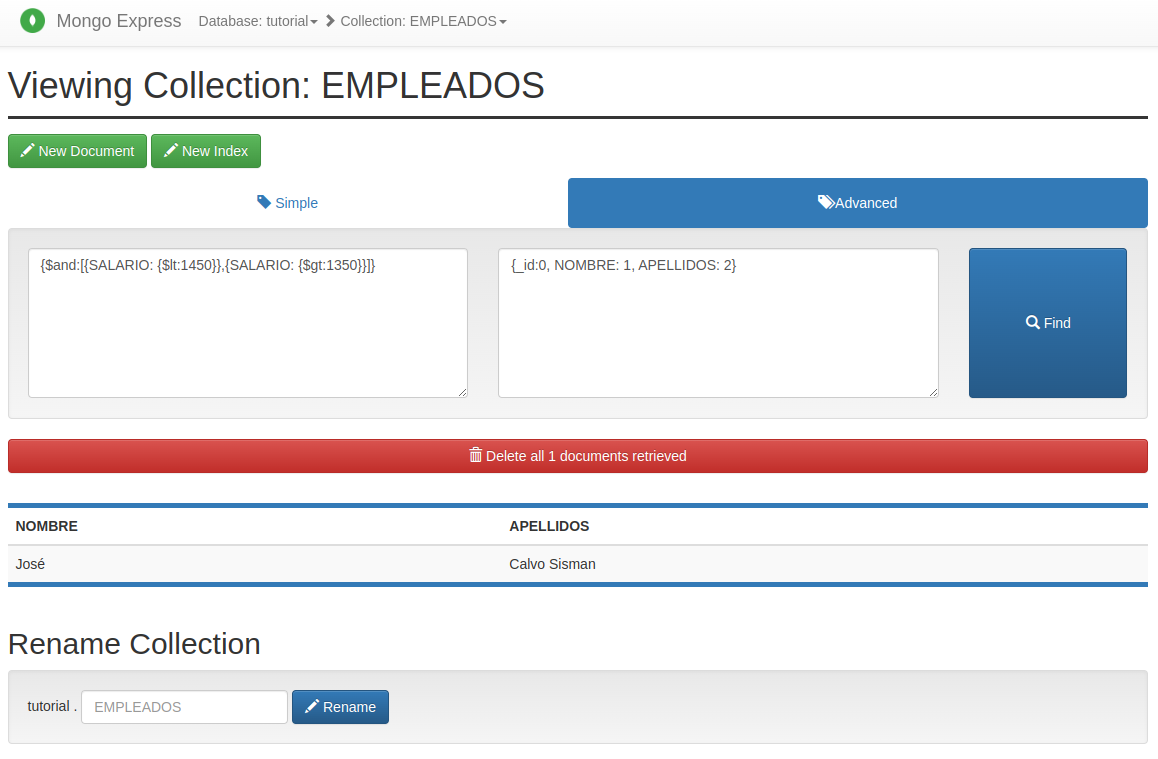 Mongo Express Database: tutorial Collection: EMPLEADOS
Viewing Collection: EMPLEADOS
New Document New Index
Simple Advanced
{$and:[{SALARIO: {$lt:1450}},{SALARIO: {$gt:1350}}]} {_id:0, NOMBRE: 1, APELLIDOS: 2}
Find
Delete all 1 documents retrieved
NOMBRE APELLIDOS
José Calvo Sisman
Rename Collection
tutorial . EMPLEADOS Rename